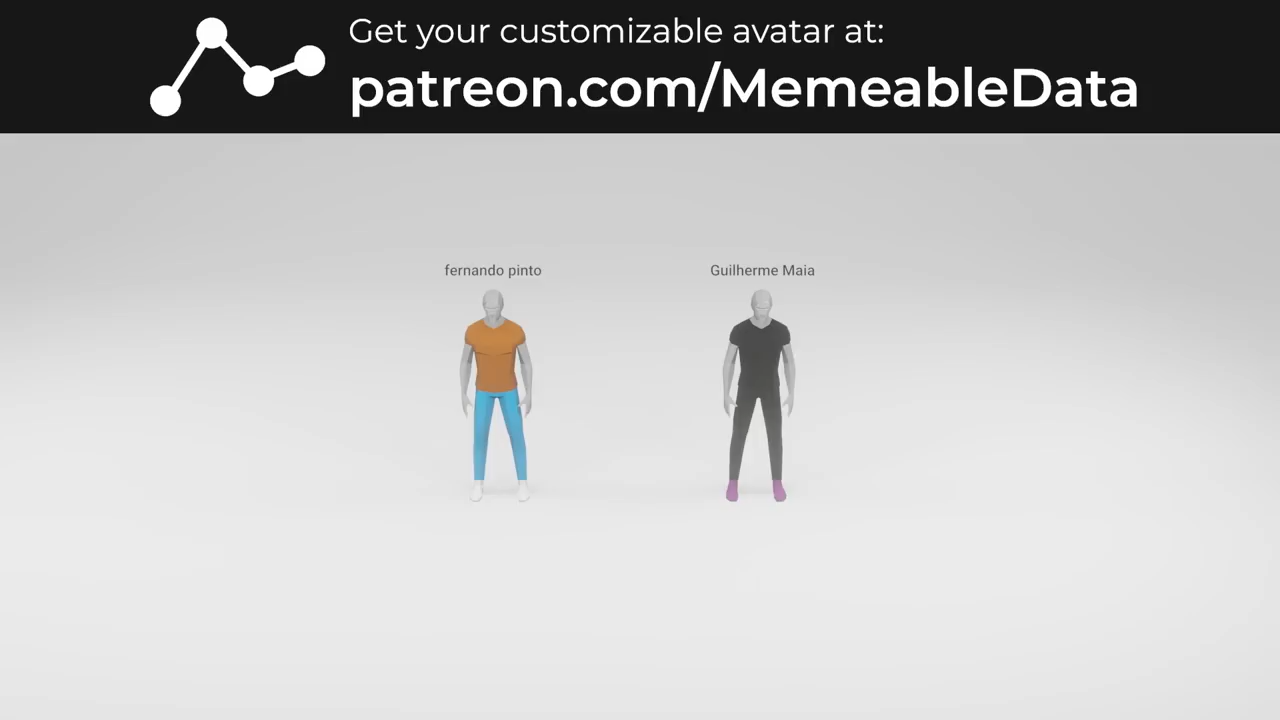 Get your customizable avatar at:
patreon.com/MemeableData
fernando pinto
Guilherme Maia